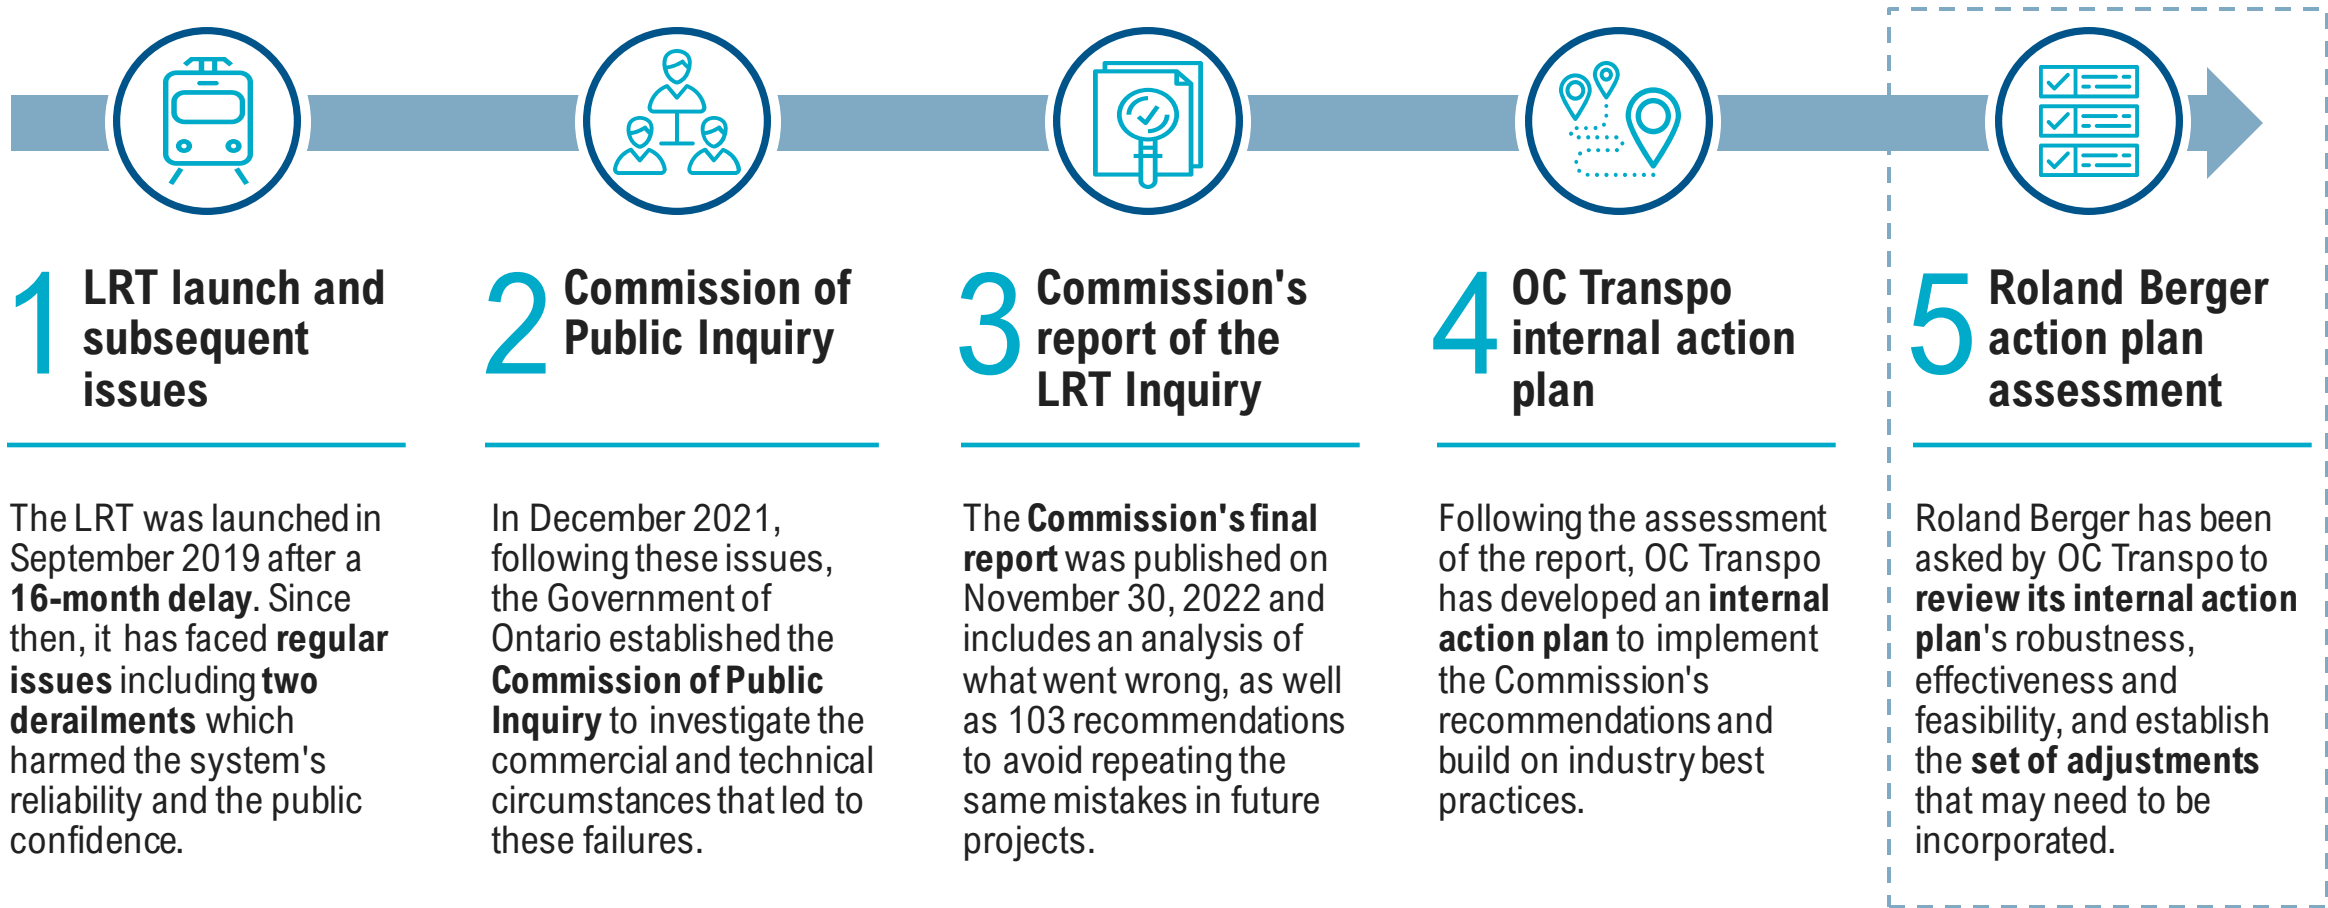 1
LRT launch and
subsequent
issues
The LRT was launched in
September 2019 after a
16-month delay. Since
then, it has faced regular
issues including two
derailments which
harmed the system's
reliability and the public
confidence.
2
Commission of
Public Inquiry
In December 2021,
following these issues,
the Government of
Ontario established the
Commission of Public
Inquiry to investigate the
commercial and technical
circumstances that led to
these failures.
3
Commission's
report of the
LRT Inquiry
The Commission's final
report was published on
November 30, 2022 and
includes an analysis of
what went wrong, as well
as 103 recommendations
to avoid repeating the
same mistakes in future
projects.
4
OC Transpo
internal action
plan
Following the assessment
of the report, OC Transpo
has developed an internal
action plan to implement
the Commission's
recommendations and
build on industry best
practices.
5
Roland Berger
action plan
assessment
Roland Berger has been
asked by OC Transpo to
review its internal action
plan's robustness,
effectiveness and
feasibility, and establish
the set of adjustments
that may need to be
incorporated.